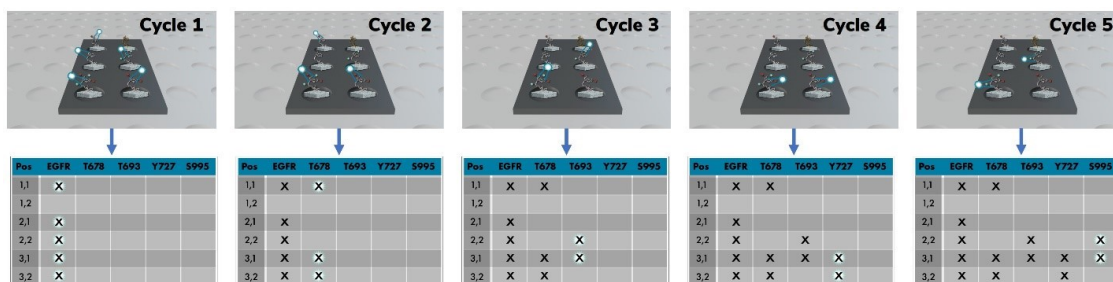 Cycle 1
Cycle 2
Cycle 3
Cycle 4
Cycle 5
Pos EGFR T678 T693 Y727 S995
1,1 X
1,2
2,1 X
2,2 X
3,1 X
3,2 X
Pos EGFR T678 T693 Y727 S995
1,1 X X
1,2
2,1 X
2,2 X
3,1 X X
3,2 X X
Pos EGFR T678 T693 Y727 S995
1,1 X X
1,2
2,1 X
2,2 X X
3,1 X X X
3,2 X X
Pos EGFR T678 T693 Y727 S995
1,1 X X
1,2
2,1 X
2,2 X X
3,1 X X X X
3,2 X X X
Pos EGFR T678 T693 Y727 S995
1,1 X X
1,2
2,1 X
2,2 X X X
3,1 X X X X X
3,2 X X X